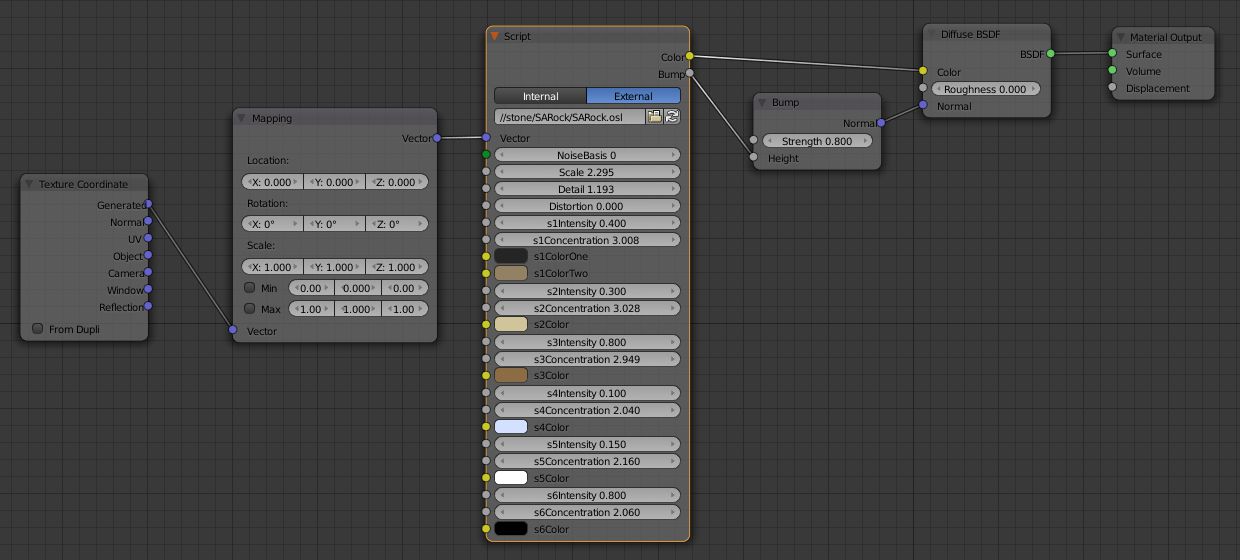 Texture Coordinate
Generated
Normal
UV
Object
Camera
Window
Reflection
From Dupli
Mapping
Vector
Location:
X: 0.000 Y: 0.000 Z: 0.000
Rotation:
X: 0° Y: 0° Z: 0°
Scale:
X: 1.000 Y: 1.000 Z: 1.000
Min 0.00 0.000 0.00
Max 1.00 1.000 1.00
Vector
Script
Color
Bump
Internal External
//stone/SARock/SARock.osl
Vector
NoiseBasis 0
Scale 2.295
Detail 1.193
Distortion 0.000
s1Intensity 0.400
s1Concentration 3.008
s1ColorOne
s1ColorTwo
s2Intensity 0.300
s2Concentration 3.028
s2Color
s3Intensity 0.800
s3Concentration 2.949
s3Color
s4Intensity 0.100
s4Concentration 2.040
s4Color
s5Intensity 0.150
s5Concentration 2.160
s5Color
s6Intensity 0.800
s6Concentration 2.060
s6Color
Bump
Normal
Strength 0.800
Height
Diffuse BSDF
BSDF
Color
Roughness 0.000
Normal
Material Output
Surface
Volume
Displacement